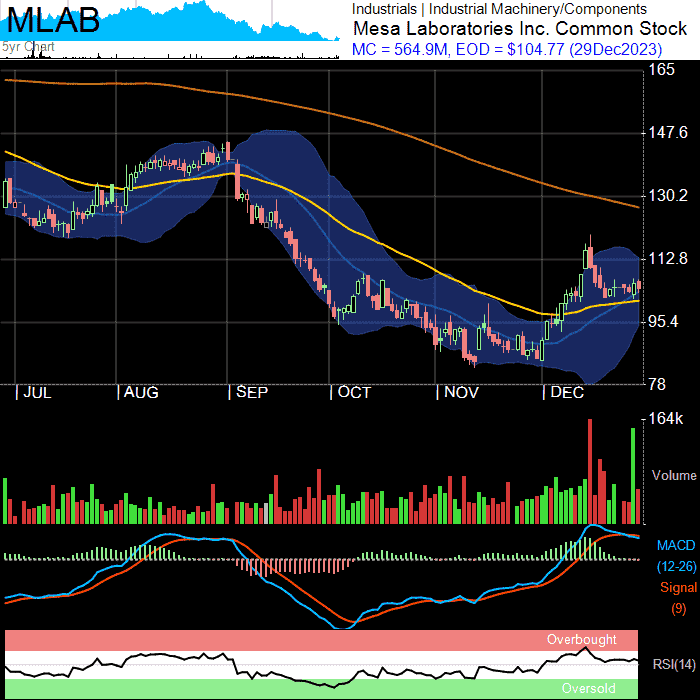 MLAB
5yr Chart
Industrials | Industrial Machinery/Components
Mesa Laboratories Inc. Common Stock
MC = 564.9M, EOD = $104.77 (29Dec2023)
165
147.6
130.2
112.8
95.4
78
| JUL | AUG | SEP | OCT | NOV | DEC
164k
Volume
MACD
(12-26)
Signal
(9)
Overbought
RSI(14)
Oversold